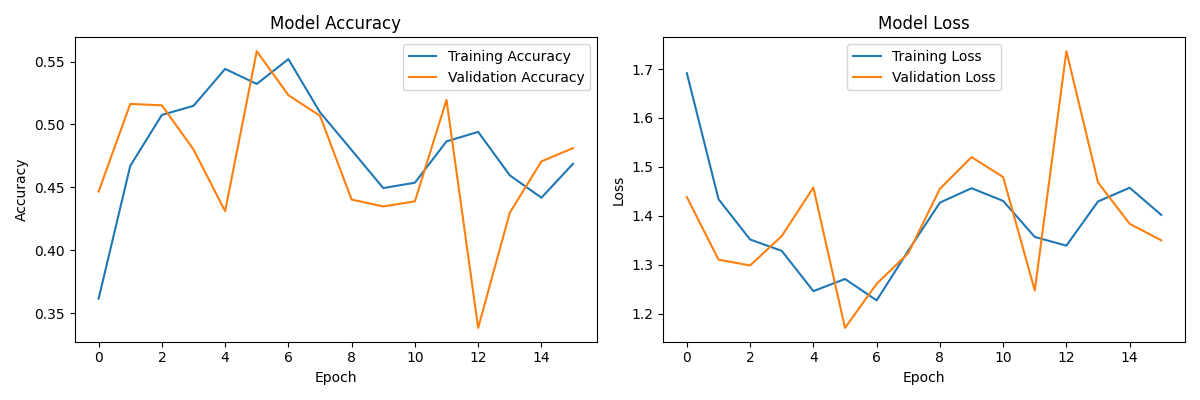 Model Accuracy
Training Accuracy
Validation Accuracy
0.55
0.50
0.45
0.40
0.35
Accuracy
0 2 4 6 8 10 12 14
Epoch
Model Loss
Training Loss
Validation Loss
1.7
1.6
1.5
1.4
1.3
1.2
Loss
0 2 4 6 8 10 12 14
Epoch